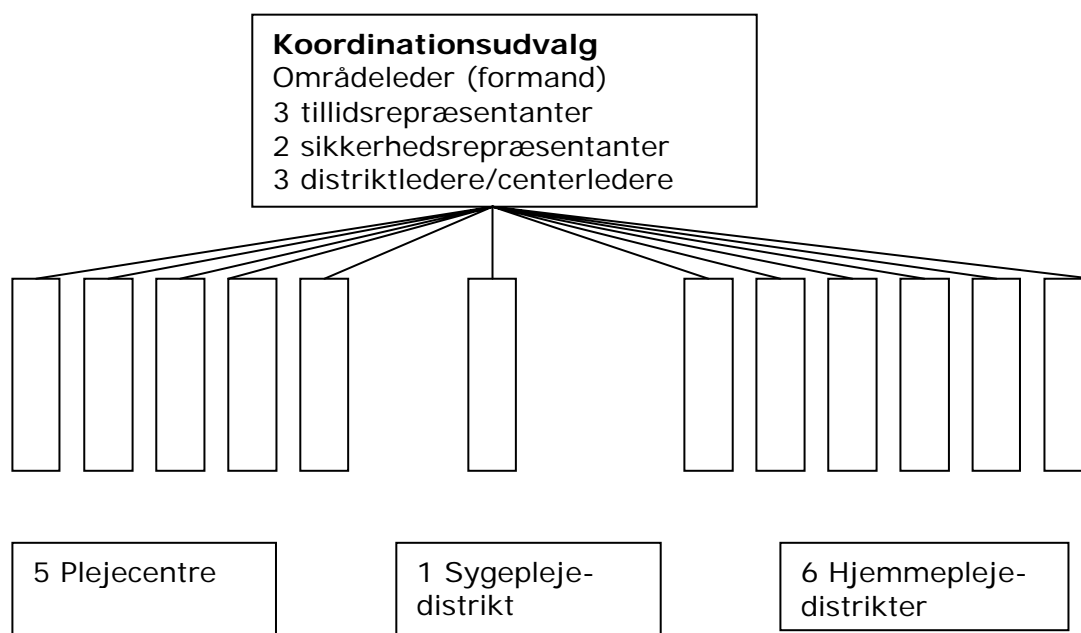 Koordinationsudvalg
Områdeleder (formand)
3 tillidsrepræsentanter
2 sikkerhedsrepræsentanter
3 distriktledere/centerledere
5 Plejecentre
1 Sygepleje-
distrikt
6 Hjemmepleje-
distrikter